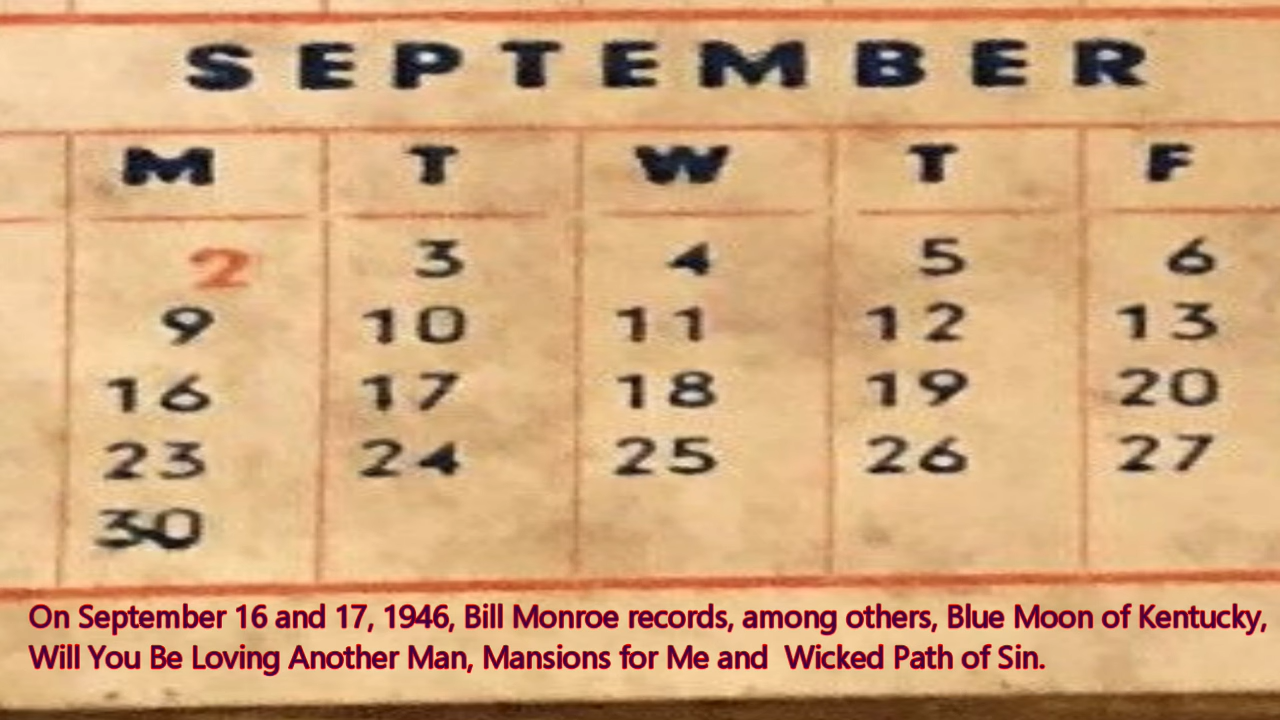 SEPTEMBER
M T W T F
2 3 4 5 6
9 10 11 12 13
16 17 18 19 20
23 24 25 26 27
30
On September 16 and 17, 1946, Bill Monroe records, among others, Blue Moon of Kentucky,
Will You Be Loving Another Man, Mansions for Me and  Wicked Path of Sin.